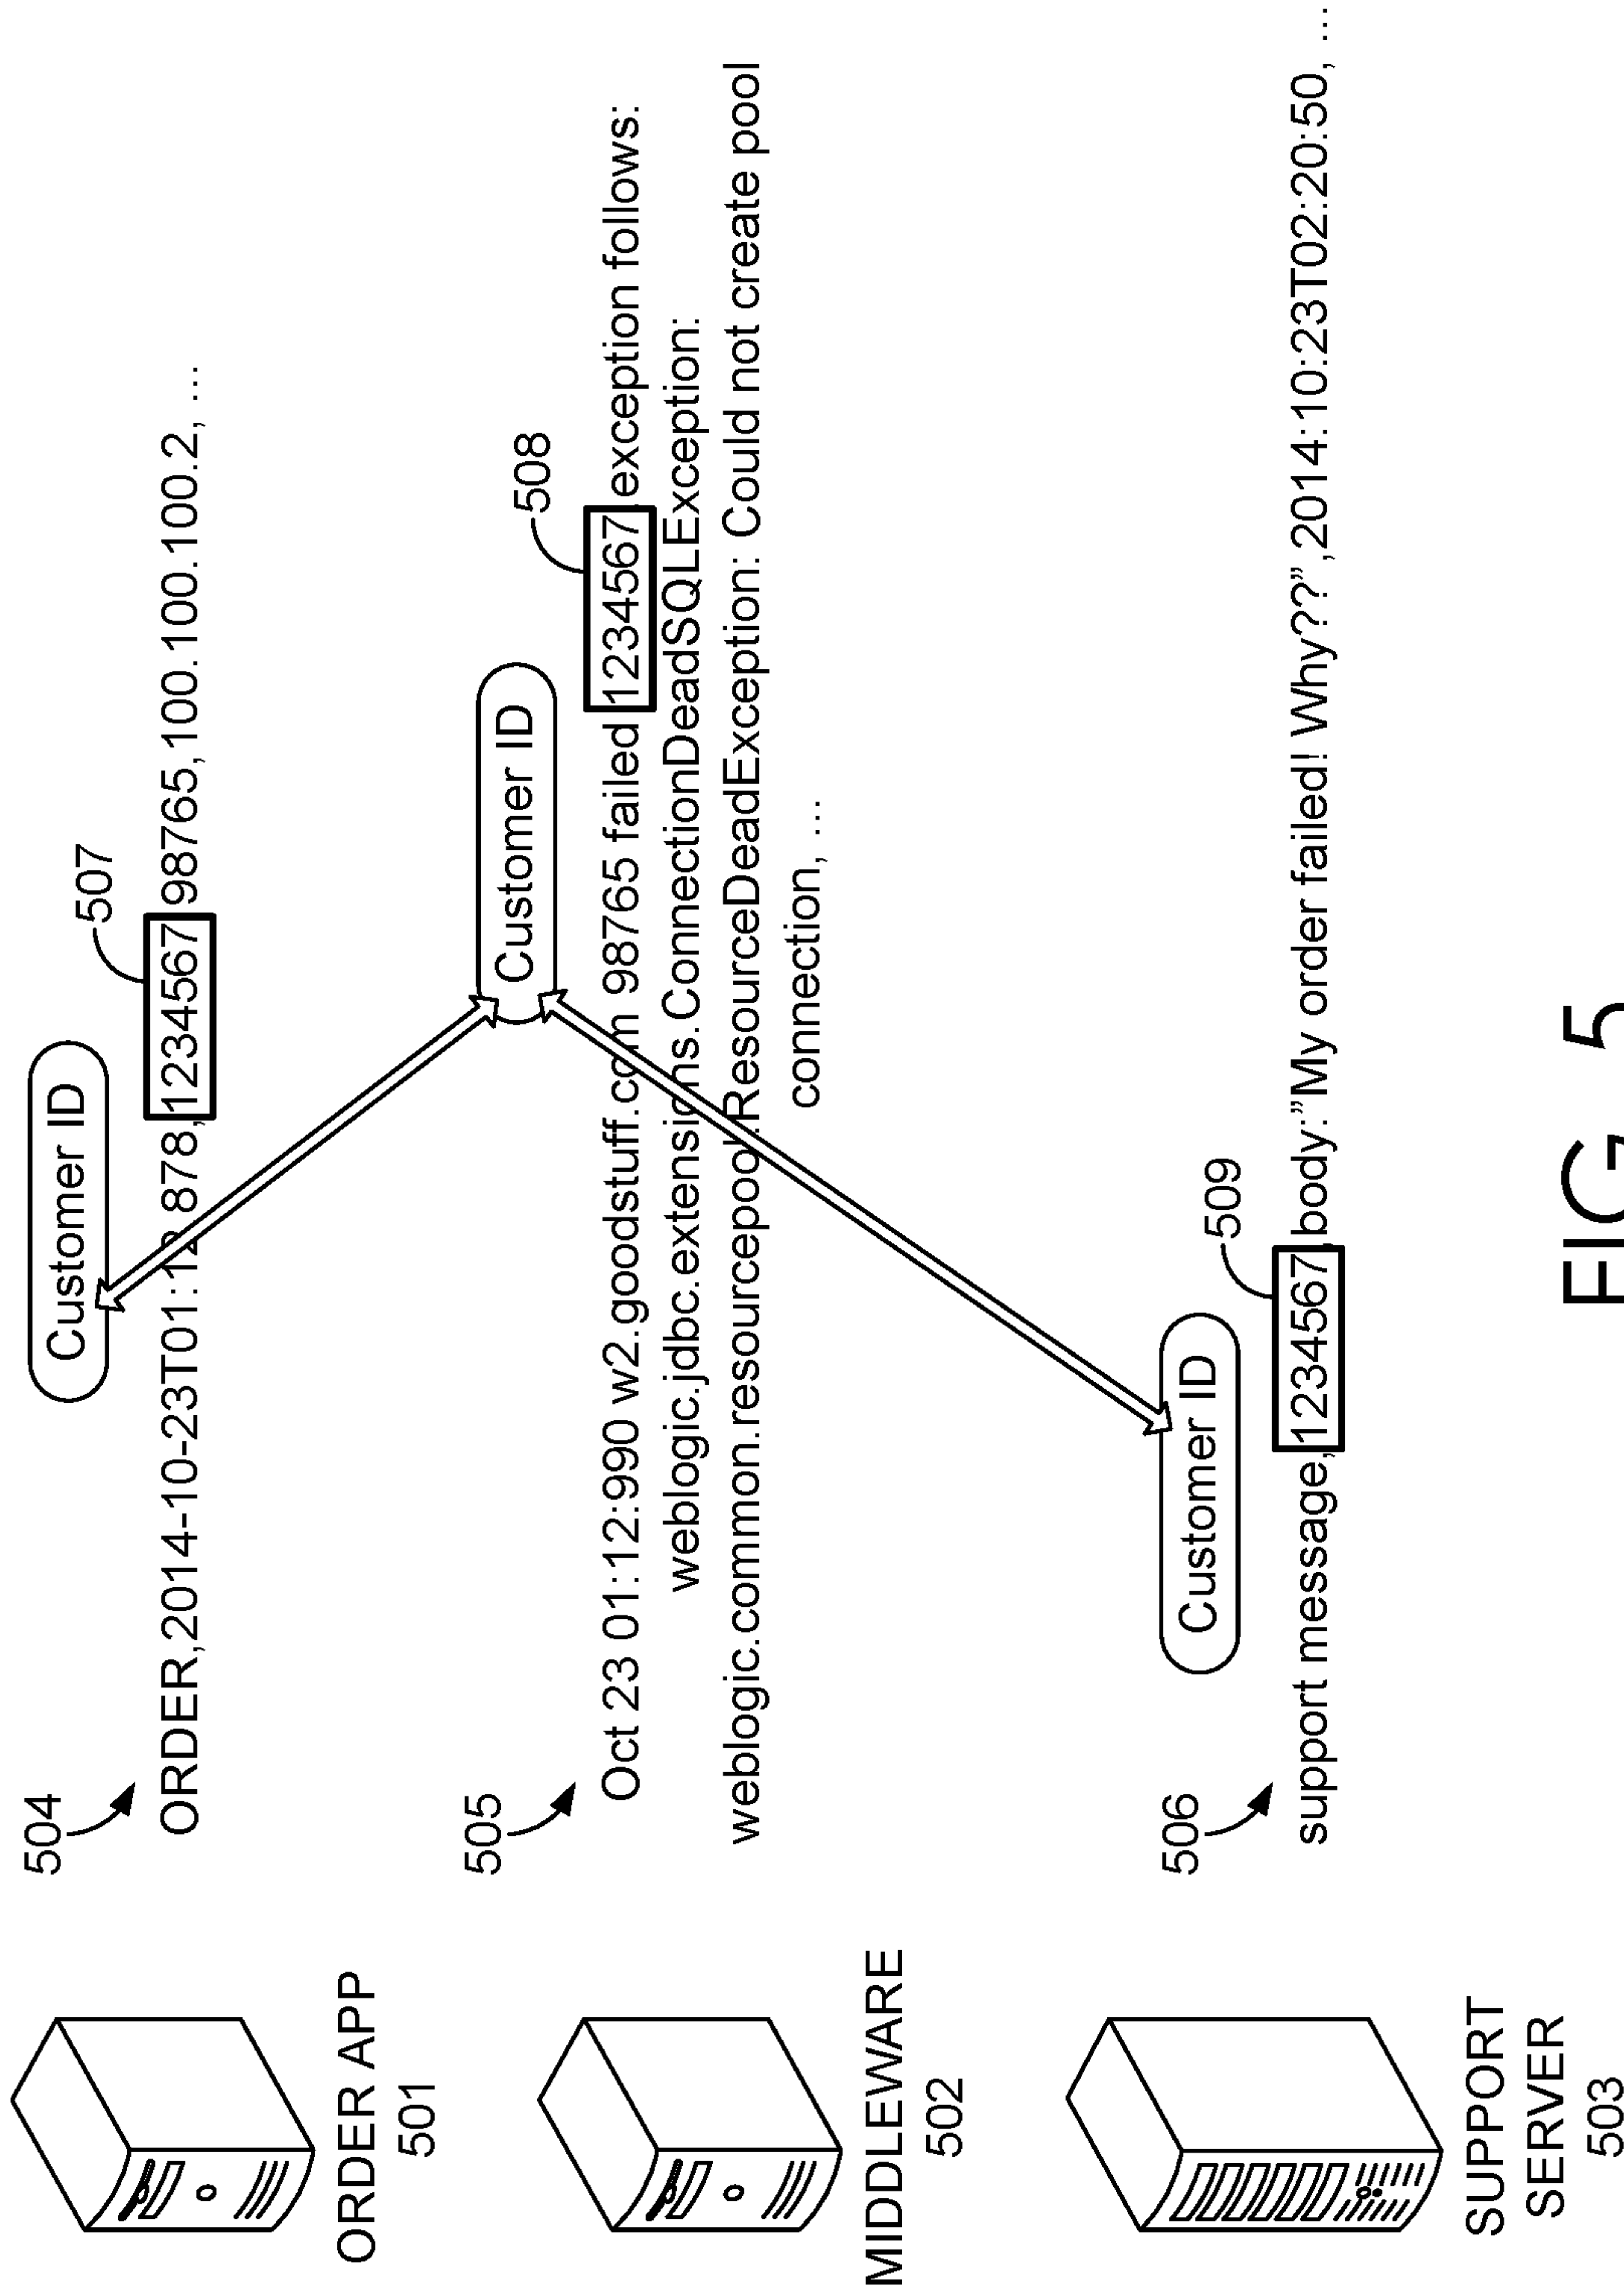 ORDER APP
501
504
Customer ID
507
ORDER,2014-10-23T01:12 878,1234567 98765,100.100.100.2, …
MIDDLEWARE
502
505
Customer ID
508
Oct 23 01:12:990 w2.goodstuff.com 98765 failed 1234567 exception follows:
weblogic.jdbc.extensions.ConnectionDeadSQLException:
weblogic.common.resourcepool.ResourceDeadException: Could not create pool
connection, …
SUPPORT
SERVER
503
506
Customer ID
509
support message,1234567 body:”My order failed! Why??”,2014:10:23T02:20:50, …
FIG. 5